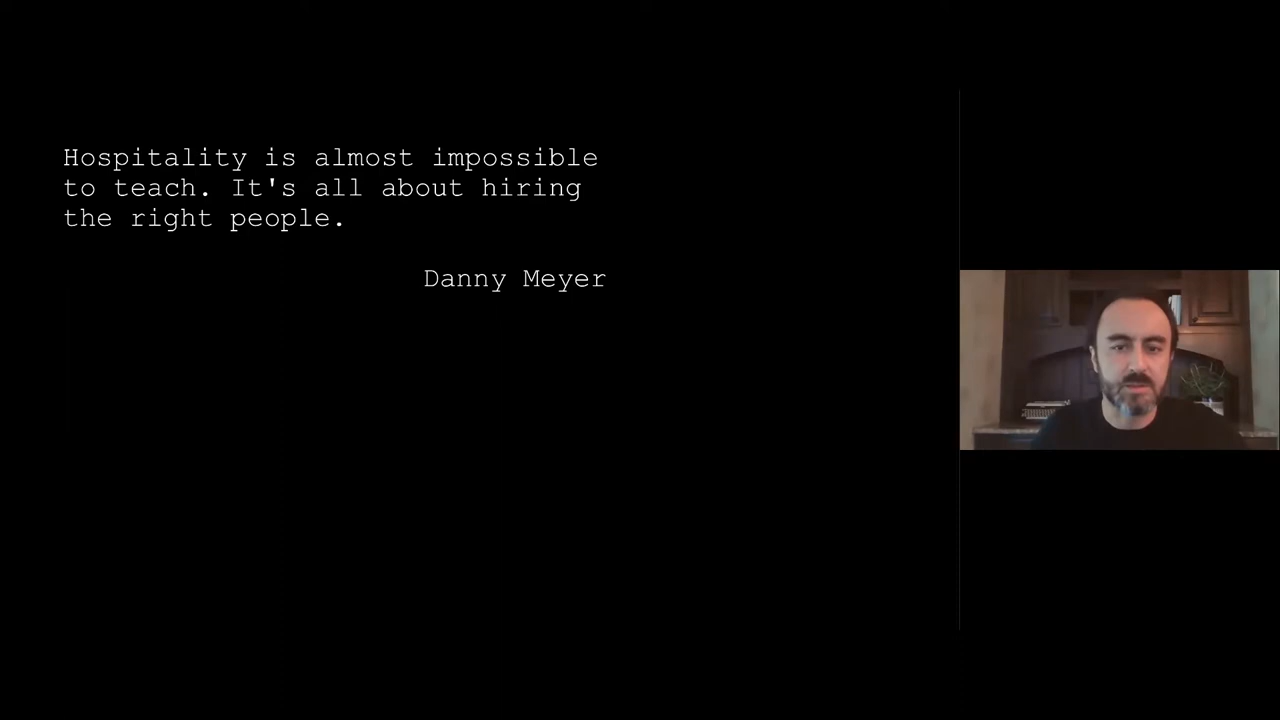 Hospitality is almost impossible
to teach. It's all about hiring
the right people.
Danny Meyer